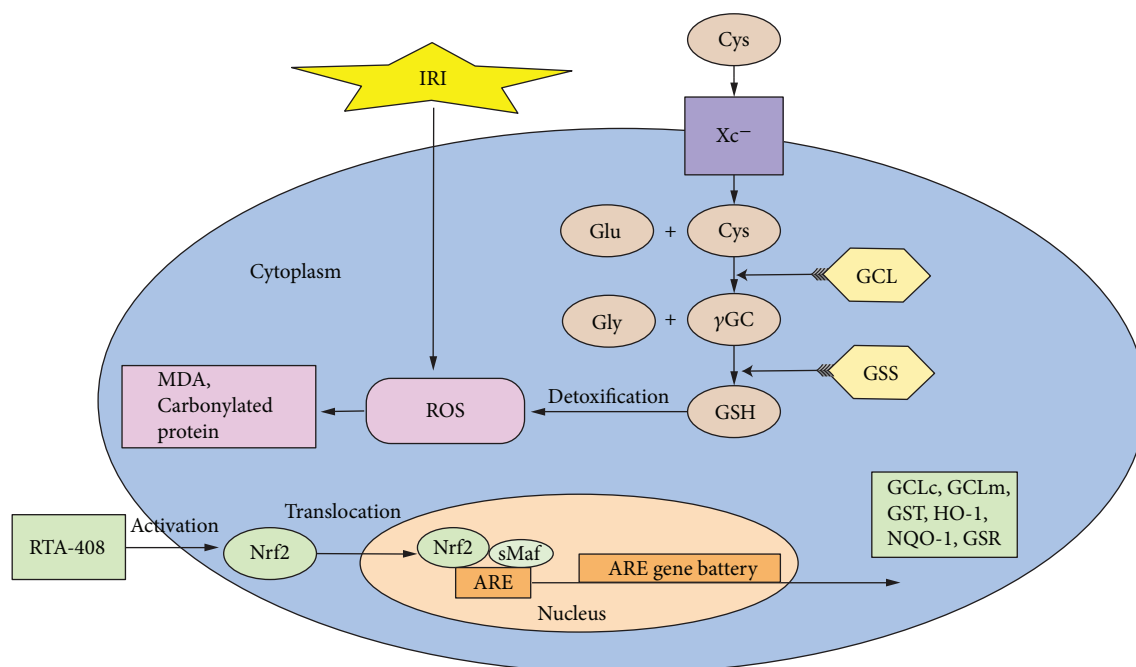 Cys
IRI
Xc⁻
Glu + Cys
Cytoplasm
GCL
Gly + γGC
GSS
MDA,
Carbonylated
protein
ROS
Detoxification
GSH
GCLc, GCLm,
GST, HO-1,
NQO-1, GSR
RTA-408
Activation
Nrf2
Translocation
Nrf2
sMaf
ARE
ARE gene battery
Nucleus